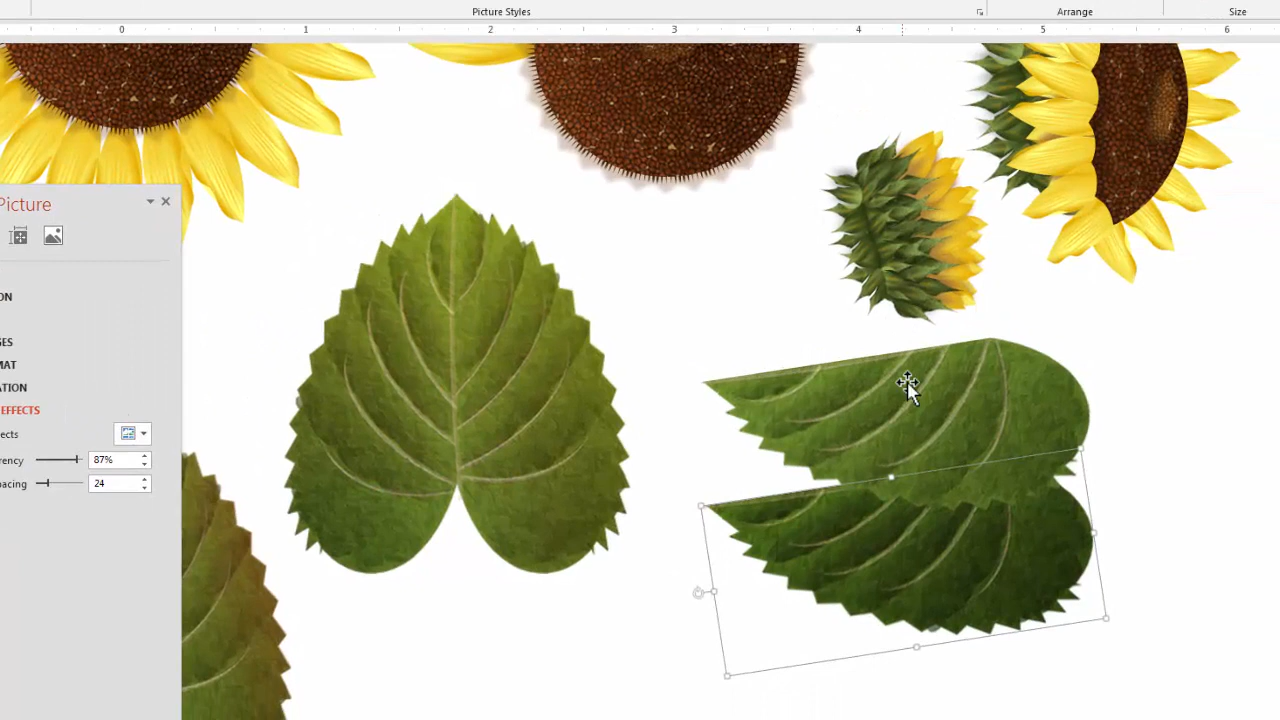 Picture Styles
Arrange
Size
0 1 2 3 4 5 6
Picture
ON
GES
MAT
ATION
EFFECTS
ects
rency 87%
pacing 24